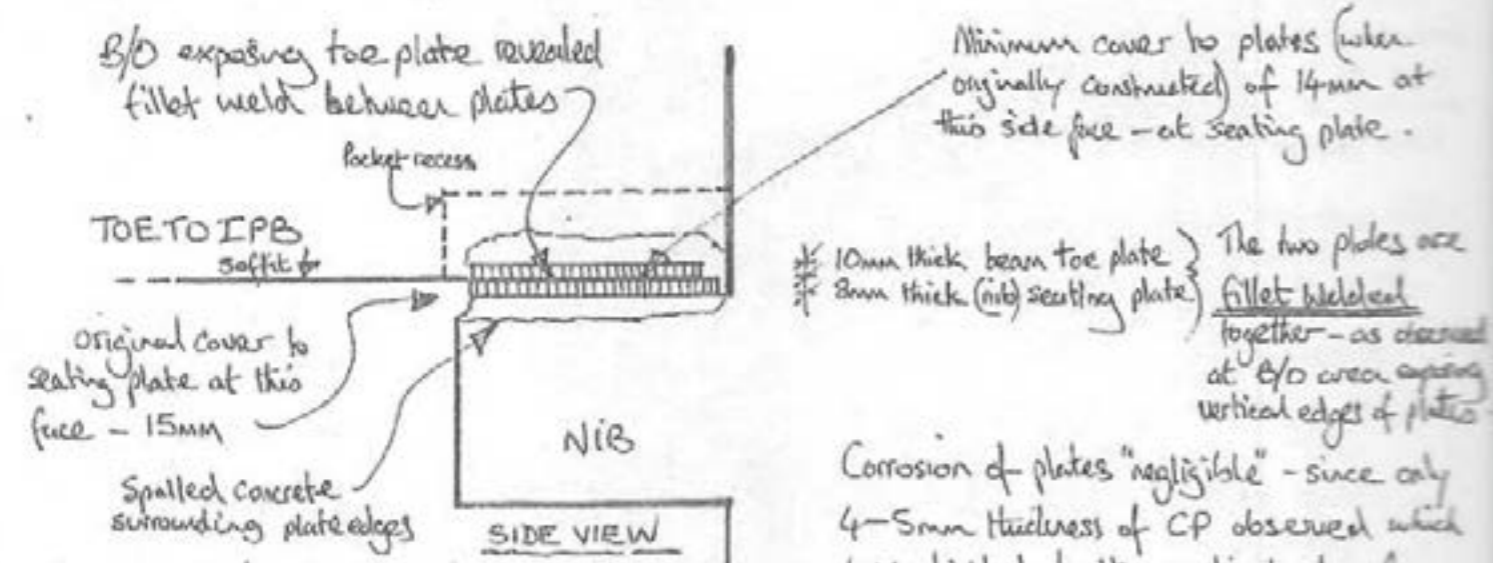 B/O exposing toe plate revealed
fillet weld between plates
Pocket recess
TOE TO IPB
Soffit
Original cover to
seating plate at this
face - 15MM
Spalled concrete
surrounding plate edges
NiB
SIDE VIEW
Minimum cover to plates (when
originally constructed) of 14mm at
this side face - at seating plate.
* 10mm thick beam toe plate
* 8mm thick (nib) seating plate
The two plates are
fillet welded
together - as observed
at B/O area exposing
vertical edges of plates
Corrosion of plates "negligible" - since only
4-5mm thickness of CP observed which